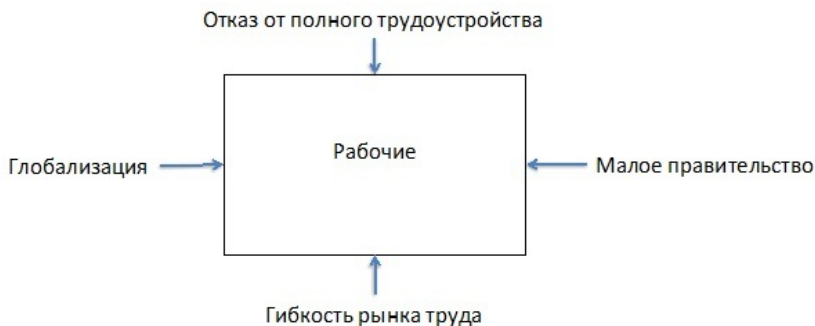 Отказ от полного трудоустройства
Рабочие
Глобализация
Малое правительство
Гибкость рынка труда